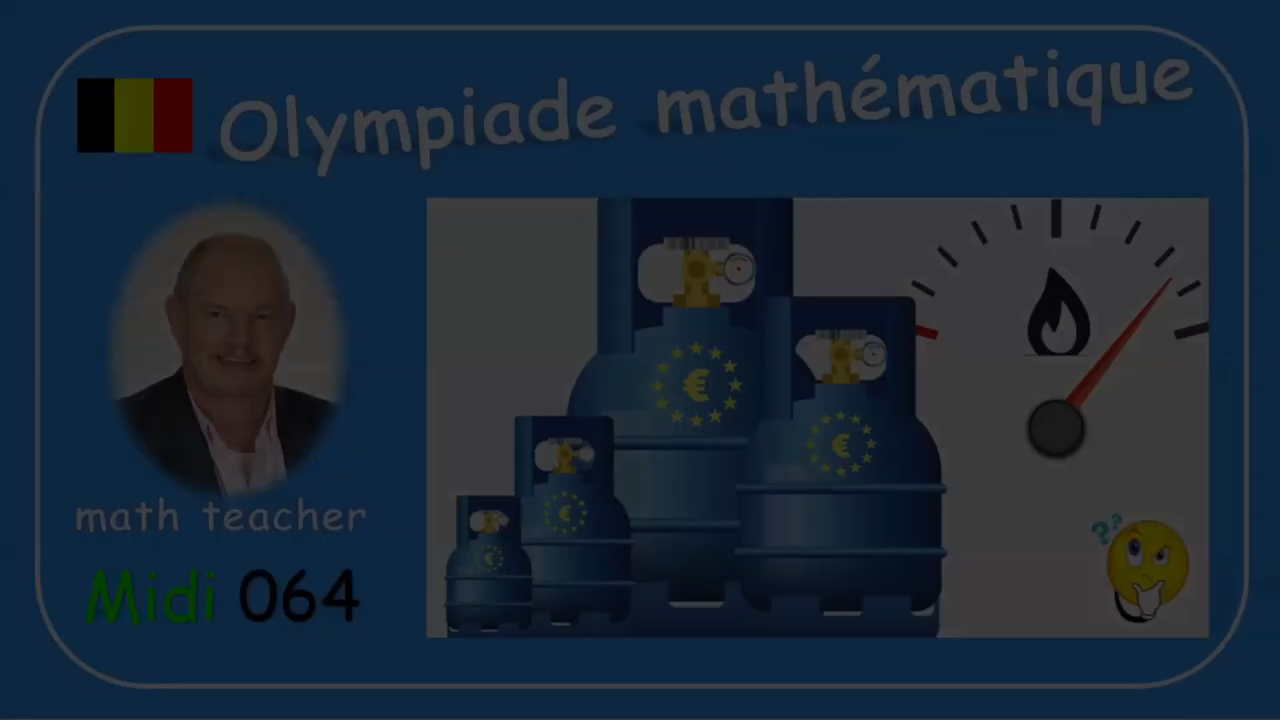 Olympiade mathématique
math teacher
Midi 064
€
€
€
€
??